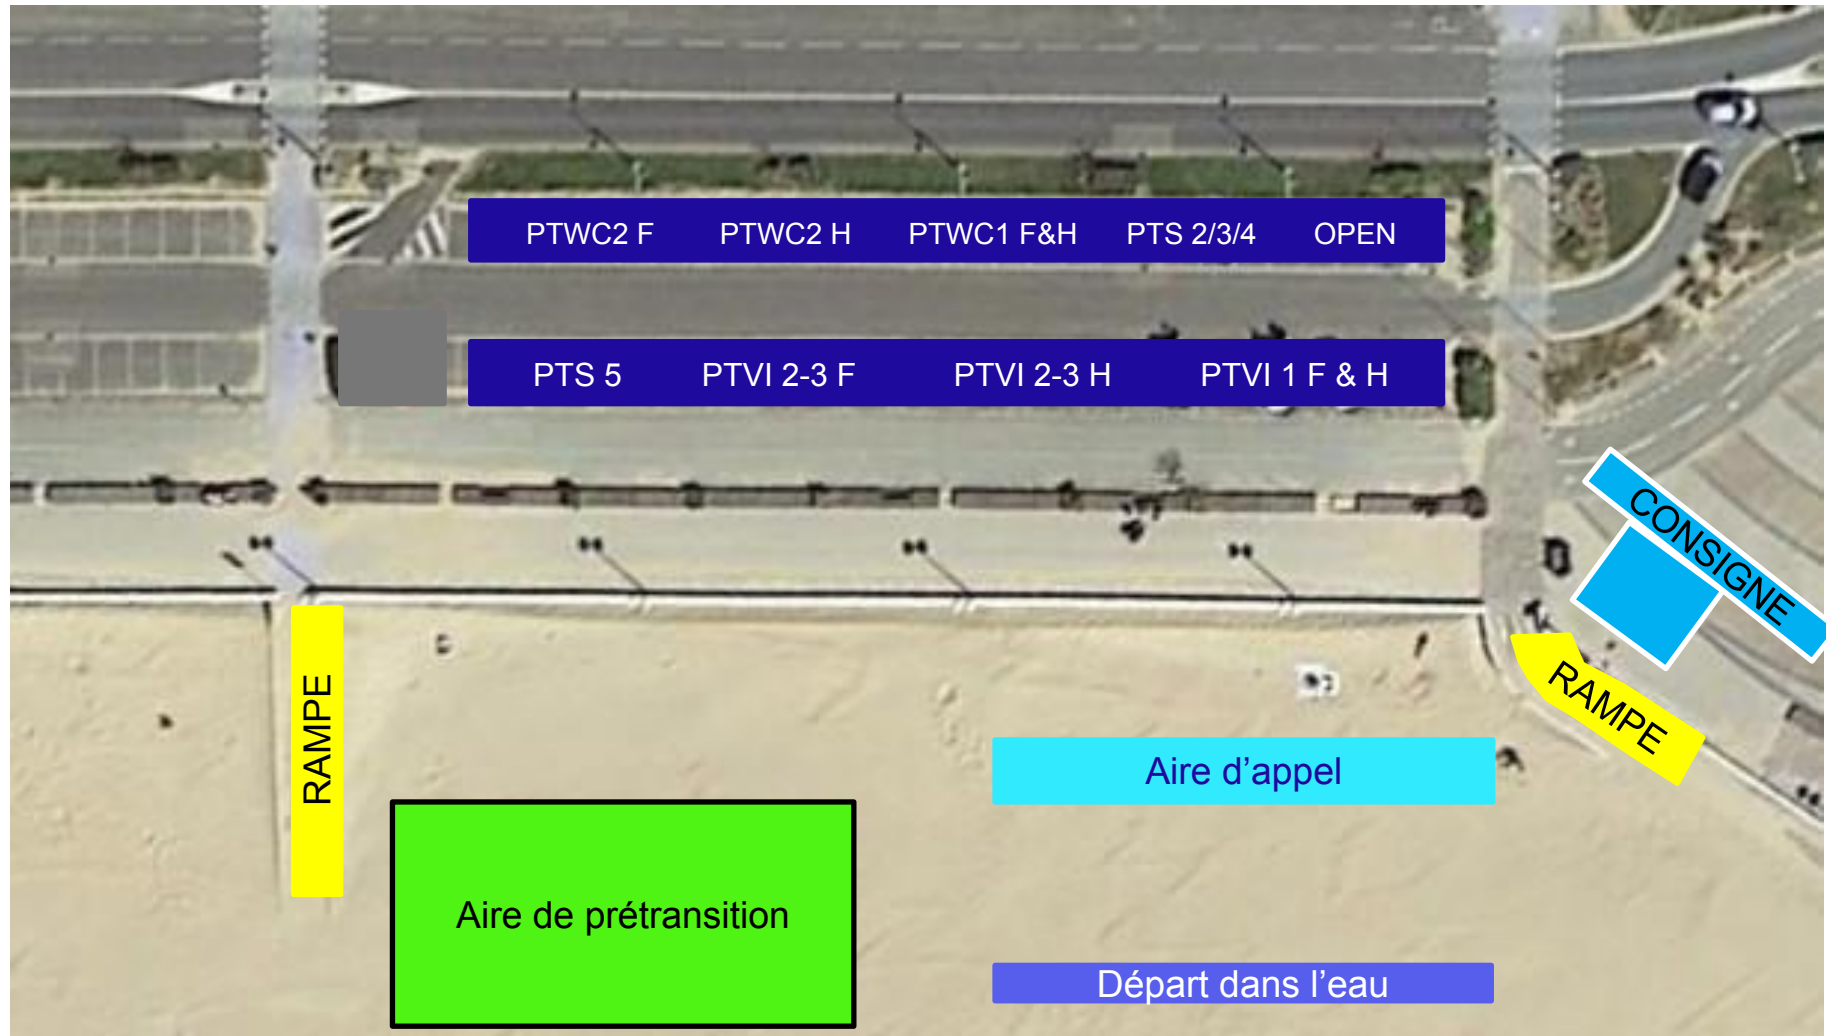 PTWC2 F
PTWC2 H
PTWC1 F&H
PTS 2/3/4
OPEN
PTS 5
PTVI 2-3 F
PTVI 2-3 H
PTVI 1 F & H
CONSIGNE
RAMPE
RAMPE
Aire d’appel
Aire de prétransition
Départ dans l’eau